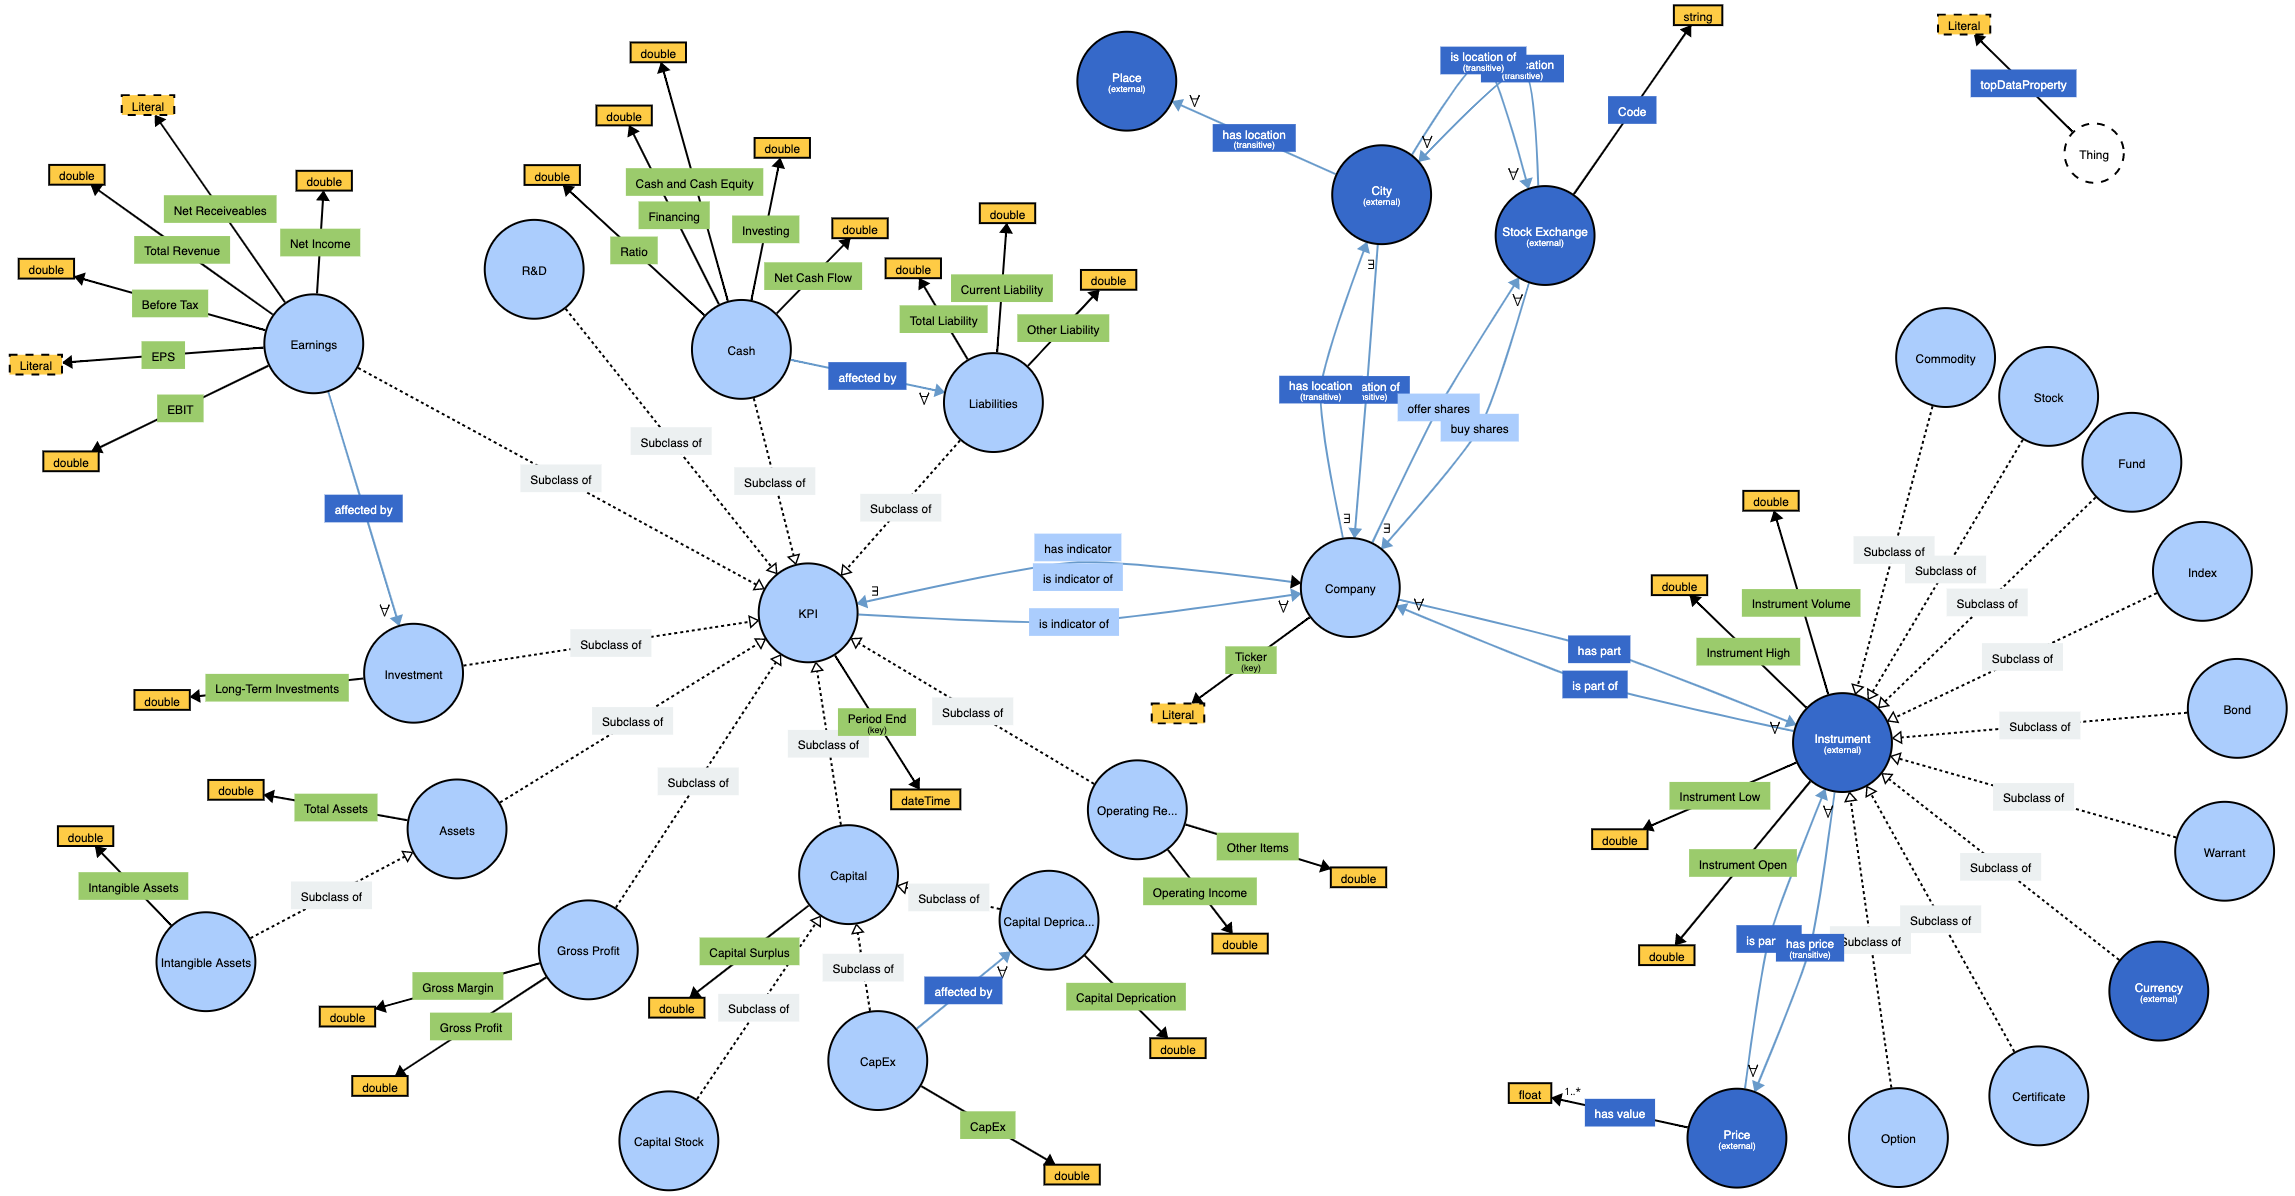 string
Literal
double
is location of
(transitive)
cation
(transitive)
Place
(external)
topDataProperty
Literal
double
Code
double
has location
(transitive)
double
Thing
double
double
double
Cash and Cash Equity
City
(external)
Net Receiveables
Financing
double
Investing
double
Stock Exchange
(external)
Total Revenue
Net Income
Ratio
double
R&D
Net Cash Flow
double
double
Before Tax
Total Liability
Current Liability
Other Liability
Earnings
Cash
EPS
Literal
affected by
Liabilities
has location
(transitive)
ation of
sitive)
Commodity
Stock
EBIT
offer shares
buy shares
double
Subclass of
Fund
Subclass of
Subclass of
Subclass of
affected by
double
has indicator
is indicator of
Subclass of
Subclass of
Index
KPI
∃
∀
is indicator of
Company
double
Instrument Volume
Subclass of
Investment
Subclass of
Ticker
(key)
has part
Instrument High
Subclass of
Long-Term Investments
double
is part of
Literal
Subclass of
Period End
(key)
Subclass of
Subclass of
Subclass of
Bond
Instrument
(external)
Subclass of
double
Total Assets
dateTime
Instrument Low
Subclass of
Assets
Operating Re...
double
double
Other Items
Warrant
Intangible Assets
Subclass of
Capital
double
Instrument Open
Subclass of
Operating Income
Subclass of
Capital Deprica...
Subclass of
Intangible Assets
Gross Profit
Capital Surplus
double
is par
has price
(transitive)
Subclass of
double
Gross Margin
Subclass of
affected by
Capital Deprication
Currency
(external)
double
Gross Profit
double
Subclass of
double
CapEx
double
float
1..*
has value
Certificate
CapEx
Capital Stock
Price
(external)
Option
double